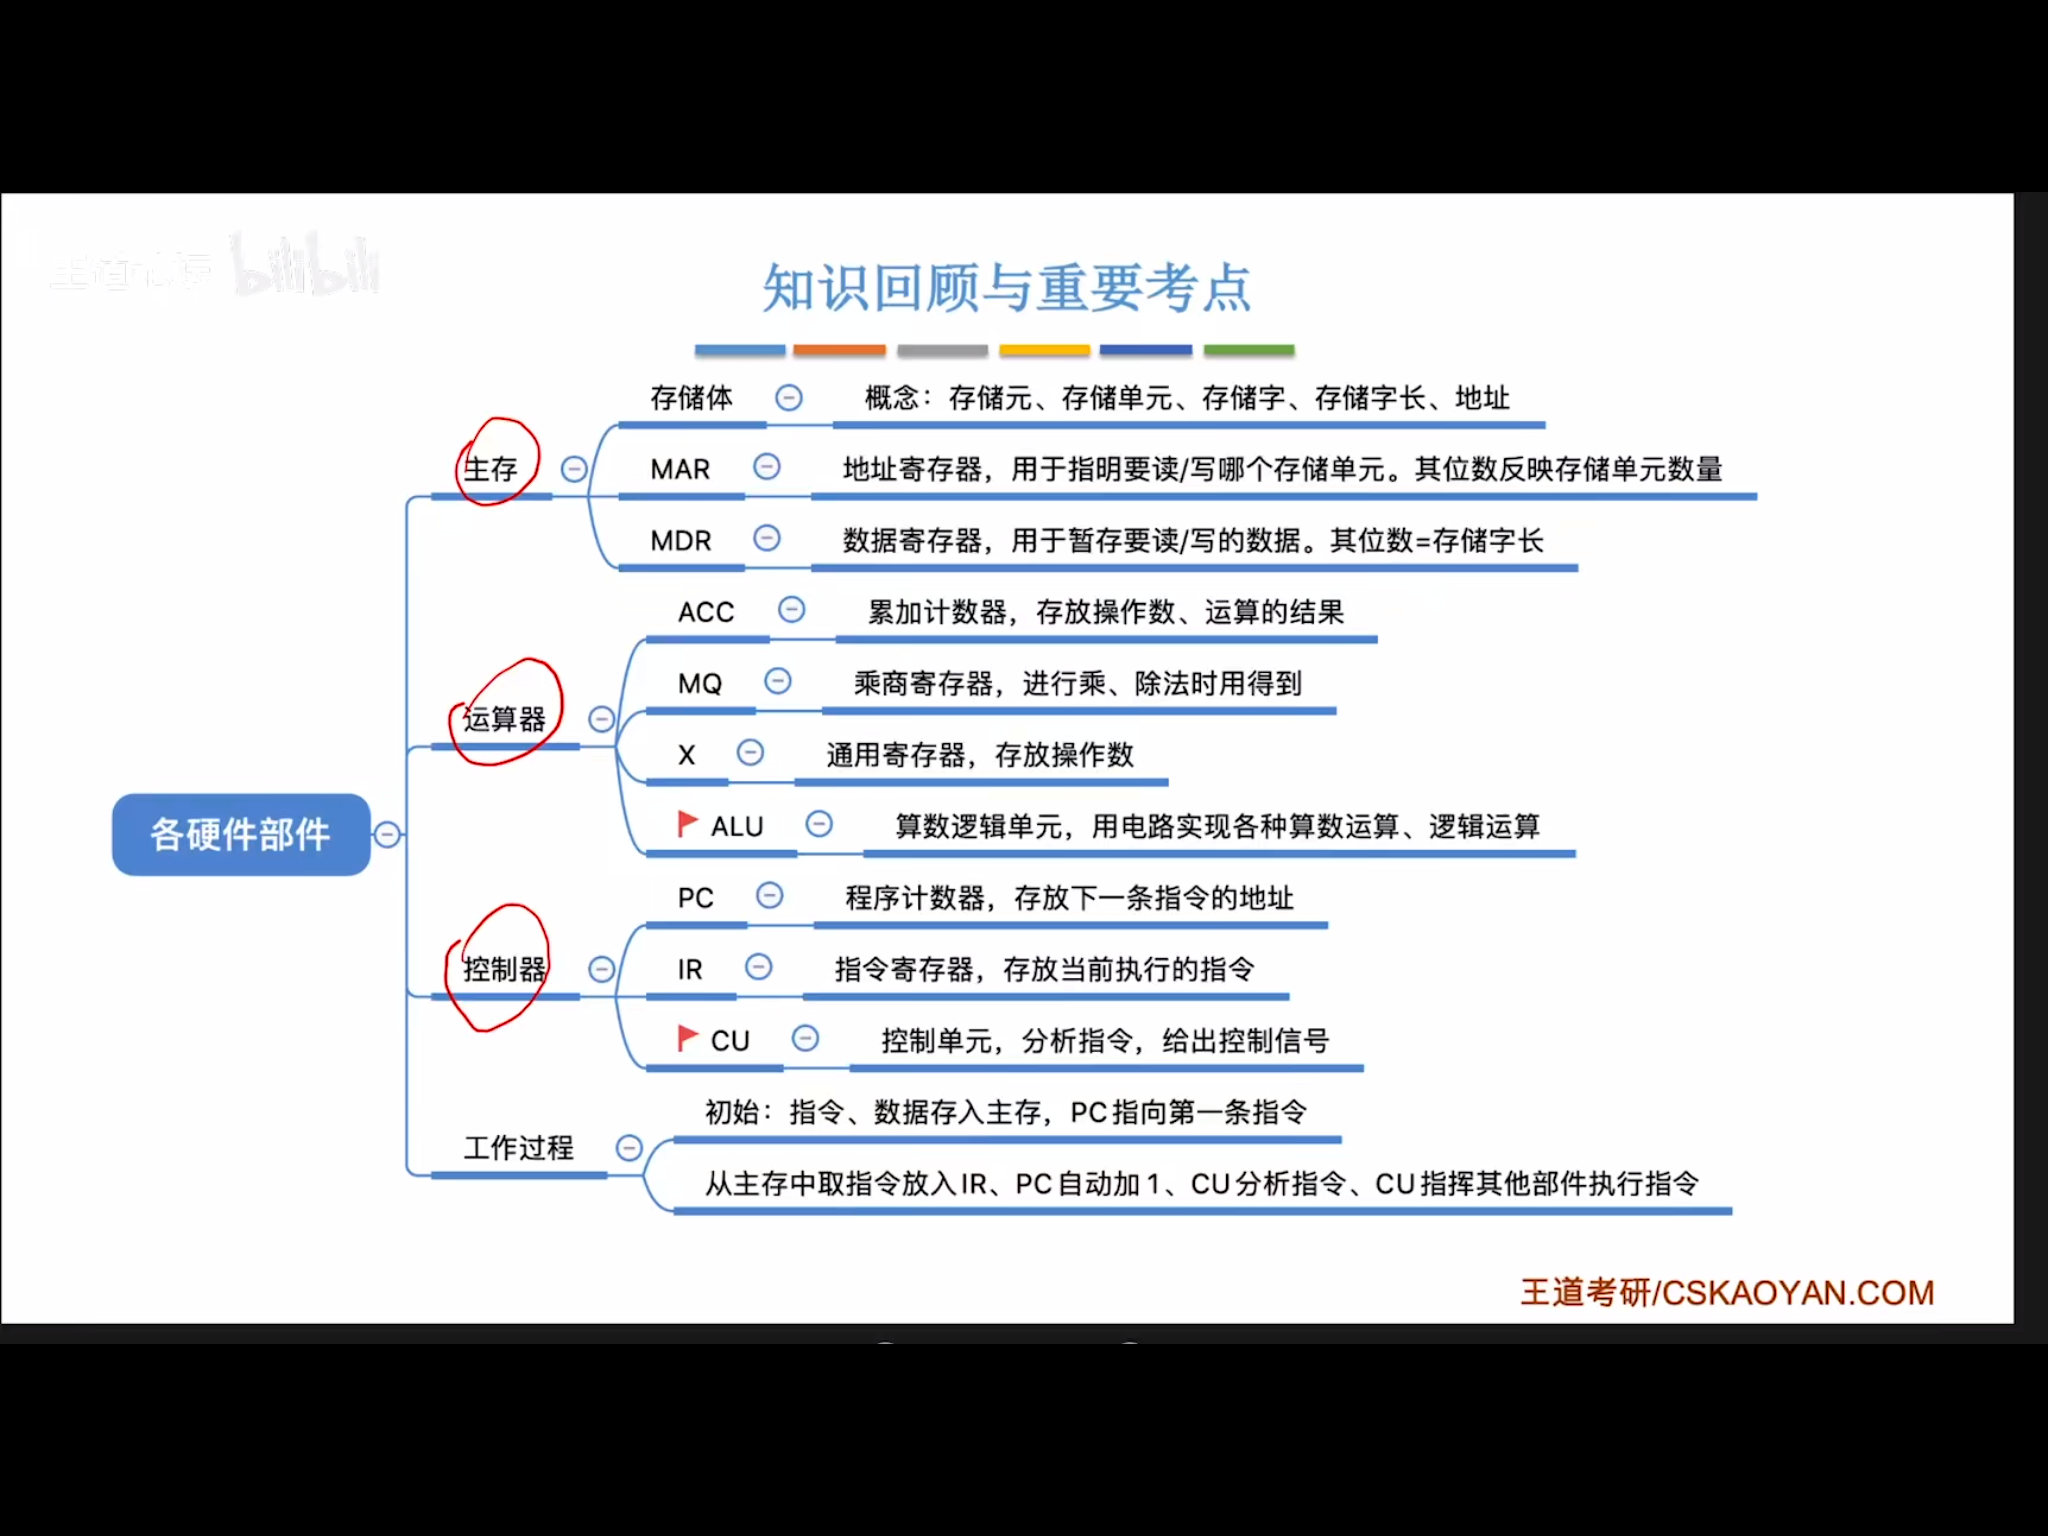 bilibili
知识回顾与重要考点
存储体
概念：存储元、存储单元、存储字、存储字长、地址
主存
MAR
地址寄存器，用于指明要读/写哪个存储单元。其位数反映存储单元数量
MDR
数据寄存器，用于暂存要读/写的数据。其位数=存储字长
ACC
累加计数器，存放操作数、运算的结果
MQ
乘商寄存器，进行乘、除法时用得到
运算器
X
通用寄存器，存放操作数
ALU
算数逻辑单元，用电路实现各种算数运算、逻辑运算
各硬件部件
PC
程序计数器，存放下一条指令的地址
控制器
IR
指令寄存器，存放当前执行的指令
CU
控制单元，分析指令，给出控制信号
工作过程
初始：指令、数据存入主存，PC指向第一条指令
从主存中取指令放入IR、PC自动加1、CU分析指令、CU指挥其他部件执行指令
王道考研/CSKAOYAN.COM